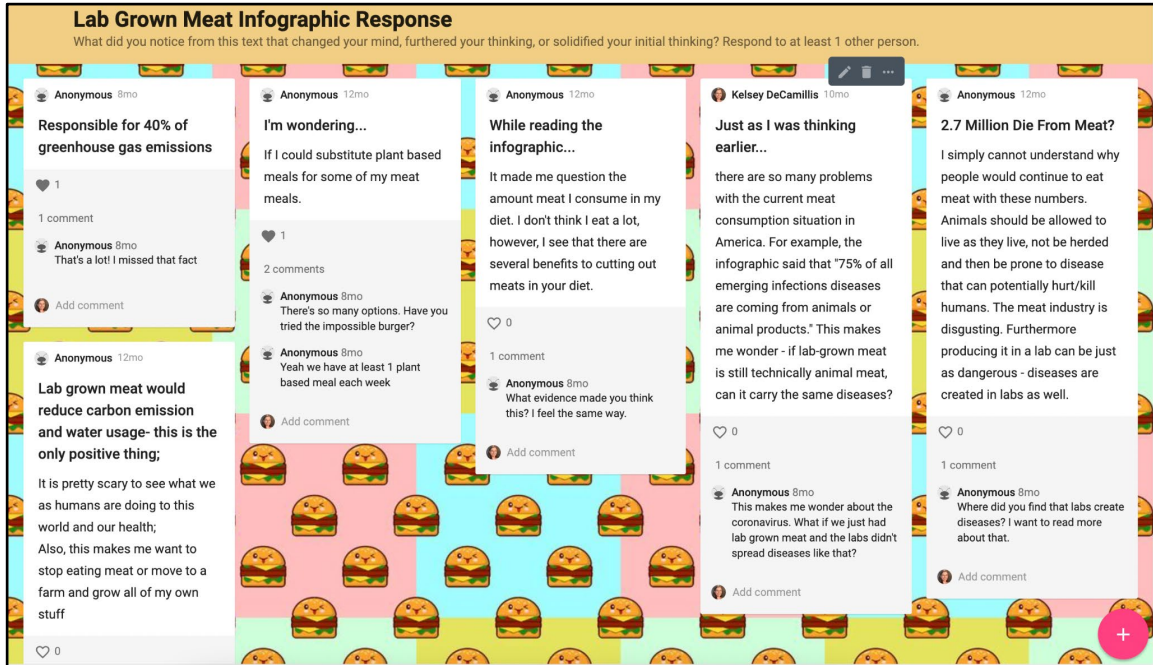 Lab Grown Meat Infographic Response
What did you notice from this text that changed your mind, furthered your thinking, or solidified your initial thinking? Respond to at least 1 other person.
Anonymous 8mo
Responsible for 40% of
greenhouse gas emissions
1
1 comment
Anonymous 8mo
That's a lot! I missed that fact
Add comment
Anonymous 12mo
Lab grown meat would
reduce carbon emission
and water usage- this is the
only positive thing;
It is pretty scary to see what we
as humans are doing to this
world and our health;
Also, this makes me want to
stop eating meat or move to a
farm and grow all of my own
stuff
0
Anonymous 12mo
I'm wondering...
If I could substitute plant based
meals for some of my meat
meals.
1
2 comments
Anonymous 8mo
There's so many options. Have you
tried the impossible burger?
Anonymous 8mo
Yeah we have at least 1 plant
based meal each week
Add comment
Anonymous 12mo
While reading the
infographic...
It made me question the
amount meat I consume in my
diet. I don't think I eat a lot,
however, I see that there are
several benefits to cutting out
meats in your diet.
0
1 comment
Anonymous 8mo
What evidence made you think
this? I feel the same way.
Add comment
Kelsey DeCamillis 10mo
Just as I was thinking
earlier...
there are so many problems
with the current meat
consumption situation in
America. For example, the
infographic said that "75% of all
emerging infections diseases
are coming from animals or
animal products." This makes
me wonder - if lab-grown meat
is still technically animal meat,
can it carry the same diseases?
0
1 comment
Anonymous 8mo
This makes me wonder about the
coronavirus. What if we just had
lab grown meat and the labs didn't
spread diseases like that?
Add comment
Anonymous 12mo
2.7 Million Die From Meat?
I simply cannot understand why
people would continue to eat
meat with these numbers.
Animals should be allowed to
live as they live, not be herded
and then be prone to disease
that can potentially hurt/kill
humans. The meat industry is
disgusting. Furthermore
producing it in a lab can be just
as dangerous - diseases are
created in labs as well.
0
1 comment
Anonymous 8mo
Where did you find that labs create
diseases? I want to read more
about that.
Add comment